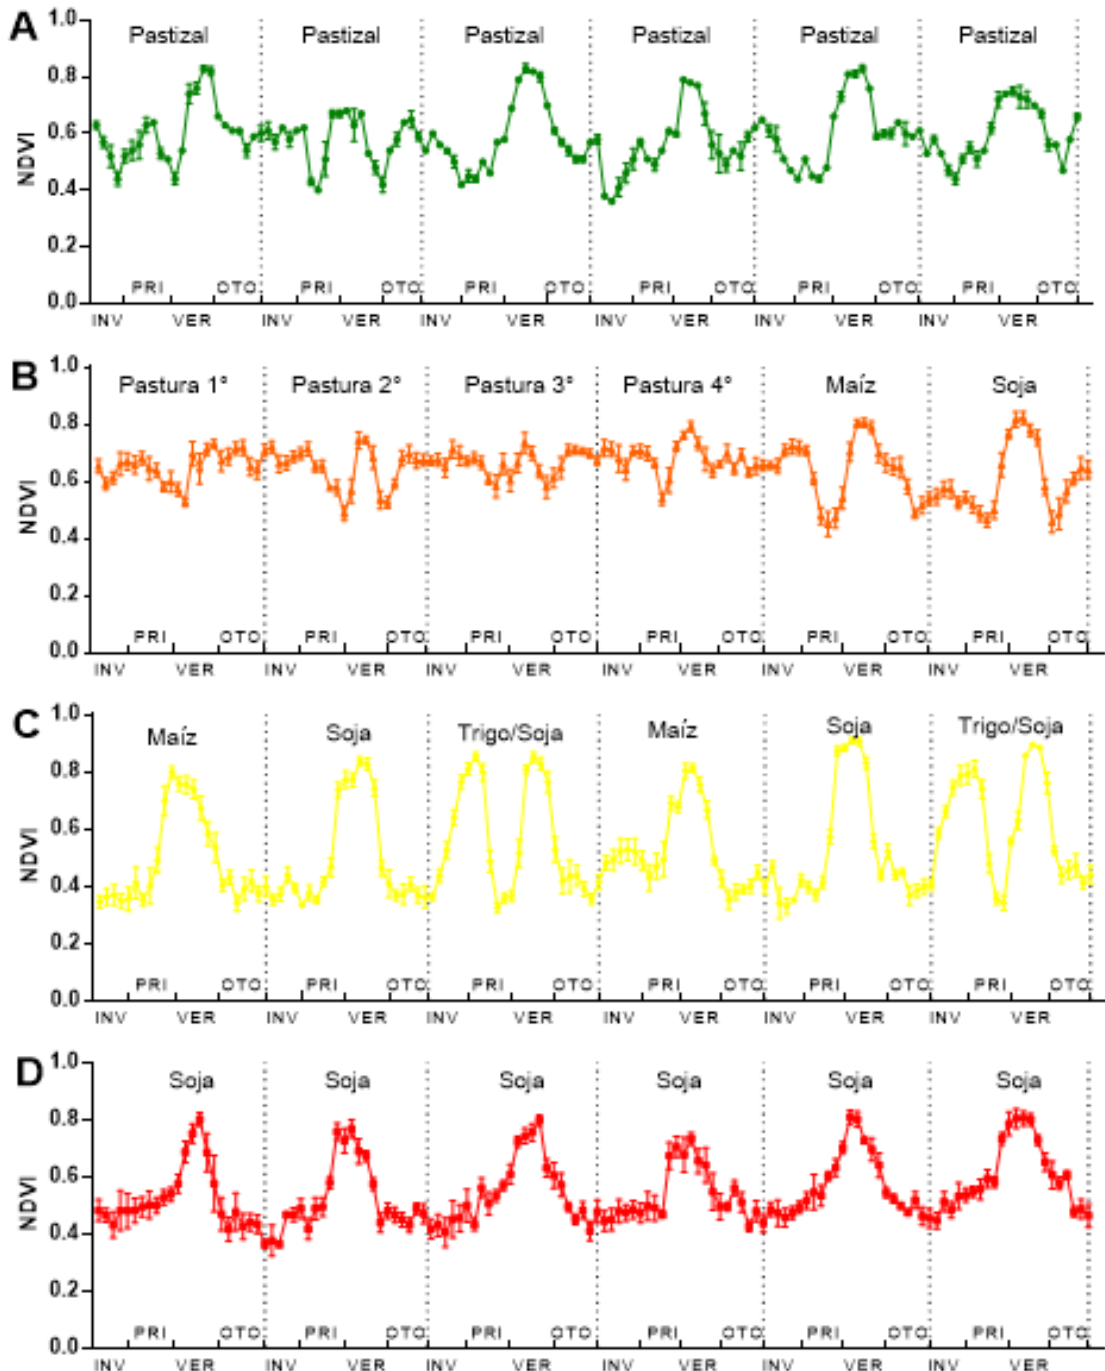 A
1.0
Pastizal Pastizal Pastizal Pastizal Pastizal Pastizal
0.8
0.6
NDVI
0.4
0.2
0.0
PRI OTO PRI OTO PRI OTO PRI OTO PRI OTO PRI OTO
INV VER INV VER INV VER INV VER INV VER INV VER
B
1.0
Pastura 1° Pastura 2° Pastura 3° Pastura 4° Maíz Soja
0.8
0.6
NDVI
0.4
0.2
0.0
PRI OTO PRI OTO PRI OTO PRI OTO PRI OTO PRI OTO
INV VER INV VER INV VER INV VER INV VER INV VER
C
1.0
Maíz Soja Trigo/Soja Maíz Soja Trigo/Soja
0.8
0.6
NDVI
0.4
0.2
0.0
PRI OTO PRI OTO PRI OTO PRI OTO PRI OTO PRI OTO
INV VER INV VER INV VER INV VER INV VER INV VER
D
1.0
Soja Soja Soja Soja Soja Soja
0.8
0.6
NDVI
0.4
0.2
0.0
PRI OTO PRI OTO PRI OTO PRI OTO PRI OTO PRI OTO
INV VER INV VER INV VER INV VER INV VER INV VER